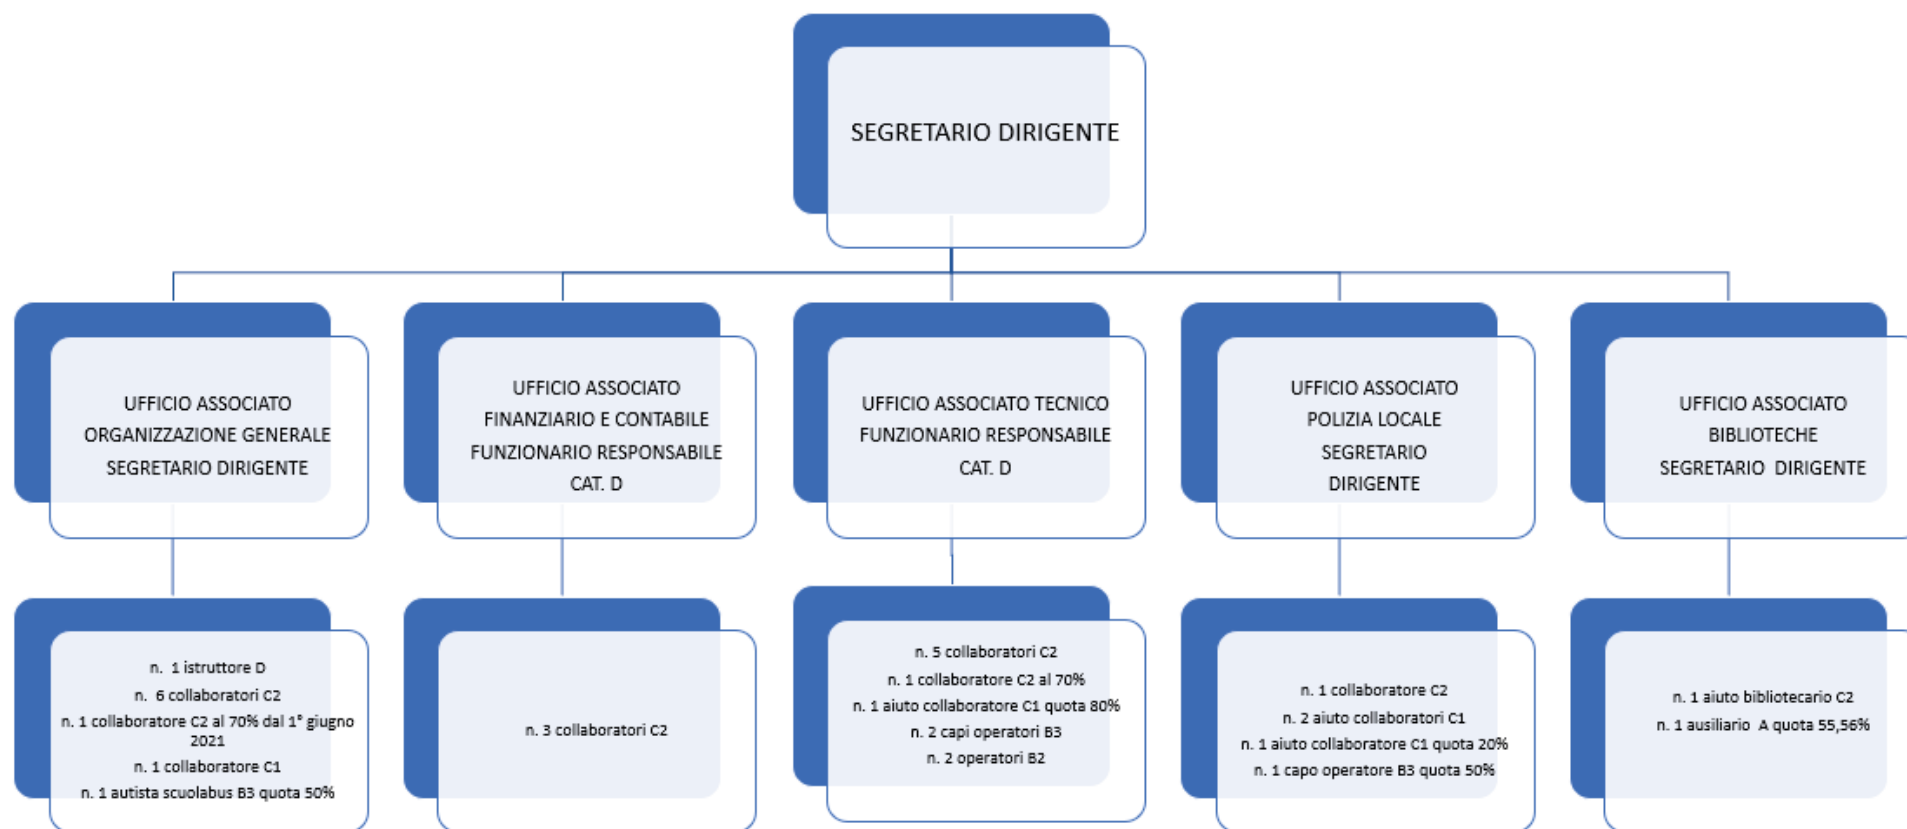 SEGRETARIO DIRIGENTE
UFFICIO ASSOCIATO
ORGANIZZAZIONE GENERALE
SEGRETARIO DIRIGENTE
UFFICIO ASSOCIATO
FINANZIARIO E CONTABILE
FUNZIONARIO RESPONSABILE
CAT. D
UFFICIO ASSOCIATO TECNICO
FUNZIONARIO RESPONSABILE
CAT. D
UFFICIO ASSOCIATO
POLIZIA LOCALE
SEGRETARIO
DIRIGENTE
UFFICIO ASSOCIATO
BIBLIOTECHE
SEGRETARIO DIRIGENTE
n. 1 istruttore D
n. 6 collaboratori C2
n. 1 collaboratore C2 al 70% dal 1° giugno
2021
n. 1 collaboratore C1
n. 1 autista scuolabus B3 quota 50%
n. 3 collaboratori C2
n. 5 collaboratori C2
n. 1 collaboratore C2 al 70%
n. 1 aiuto collaboratore C1 quota 80%
n. 2 capi operatori B3
n. 2 operatori B2
n. 1 collaboratore C2
n. 2 aiuto collaboratori C1
n. 1 aiuto collaboratore C1 quota 20%
n. 1 capo operatore B3 quota 50%
n. 1 aiuto bibliotecario C2
n. 1 ausiliario A quota 55,56%